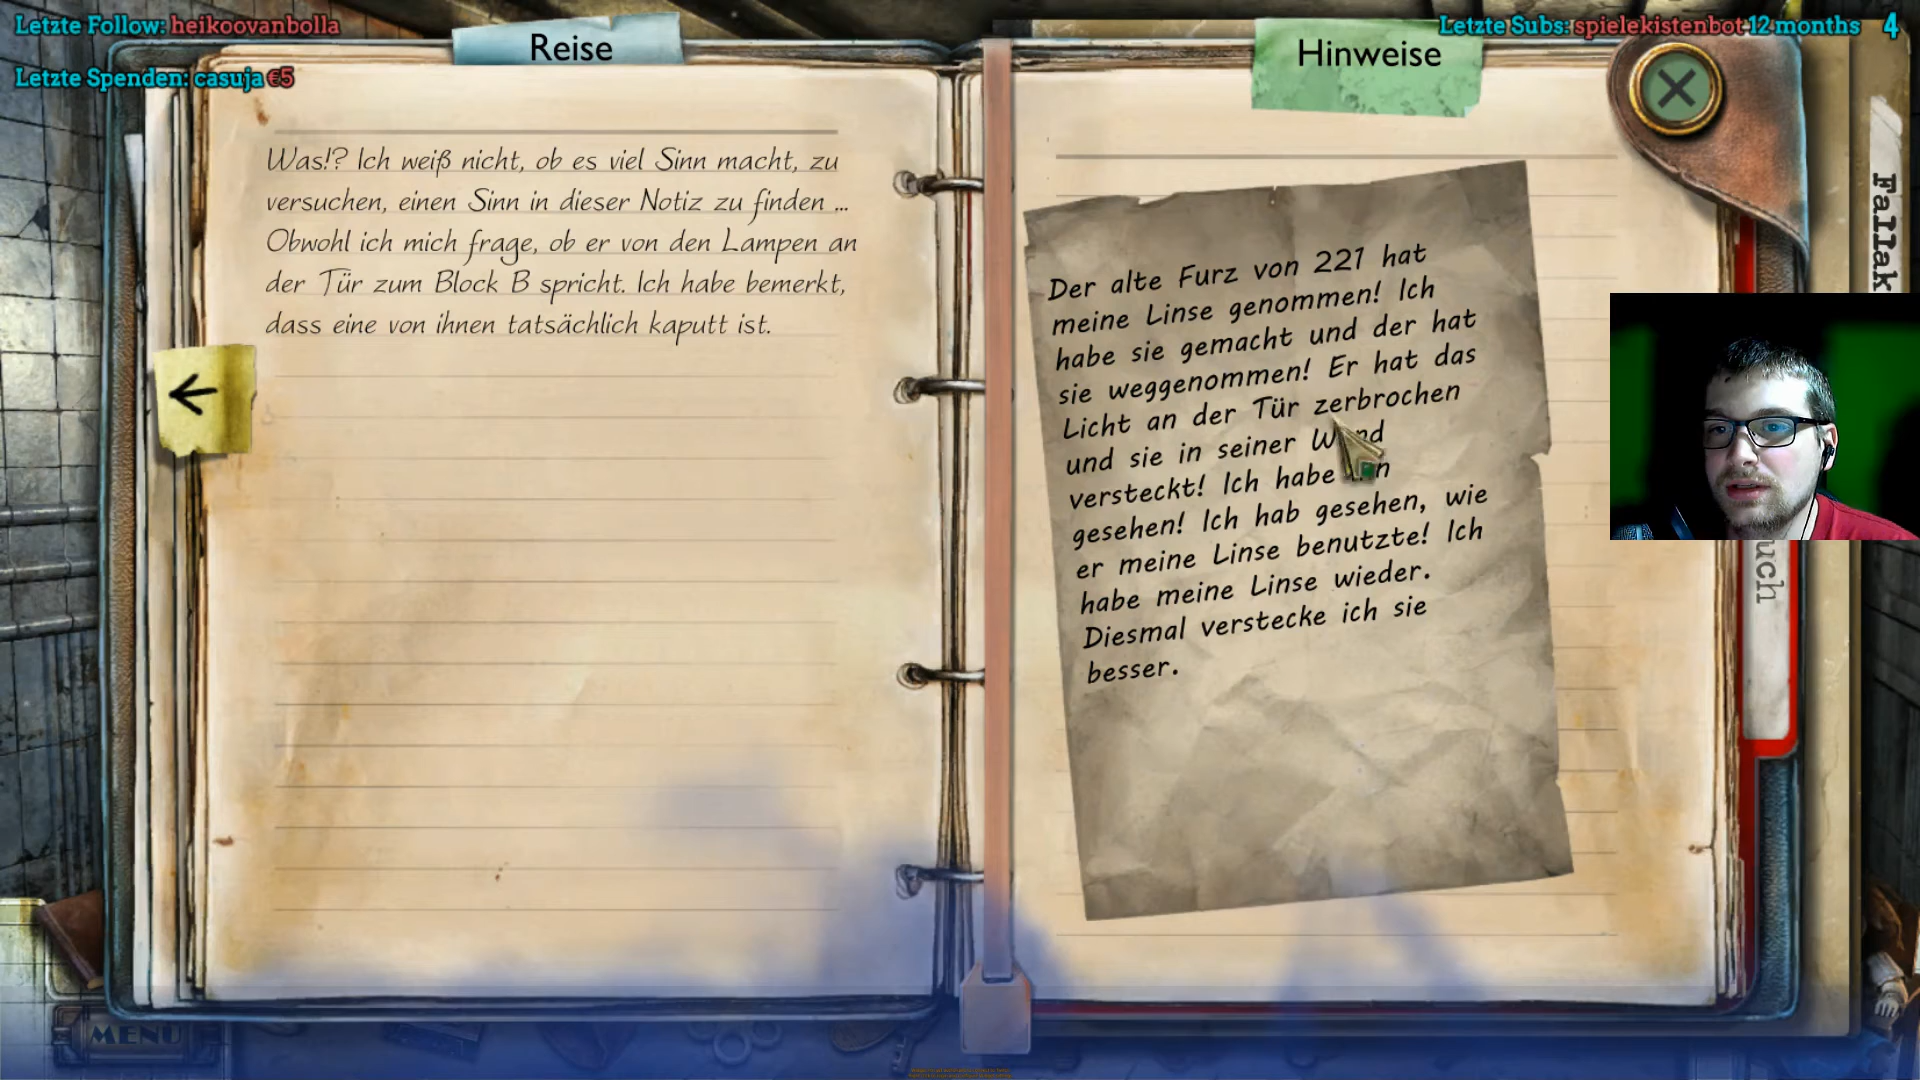 Letzte Follow: heikoovanbolla
Letzte Subs: spielekistenbot 12 months 4
Letzte Spenden: casuja €5
Reise
Was!? Ich weiß nicht, ob es viel Sinn macht, zu
versuchen, einen Sinn in dieser Notiz zu finden ...
Obwohl ich mich frage, ob er von den Lampen an
der Tür zum Block B spricht. Ich habe bemerkt,
dass eine von ihnen tatsächlich kaputt ist.
Hinweise
Der alte Furz von 221 hat
meine Linse genommen! Ich
habe sie gemacht und der hat
sie weggenommen! Er hat das
Licht an der Tür zerbrochen
und sie in seiner
versteckt! Ich habe
gesehen! Ich hab gesehen, wie
er meine Linse benutzte! Ich
habe meine Linse wieder.
Diesmal verstecke ich sie
besser.
Fallak
uch
MENÜ